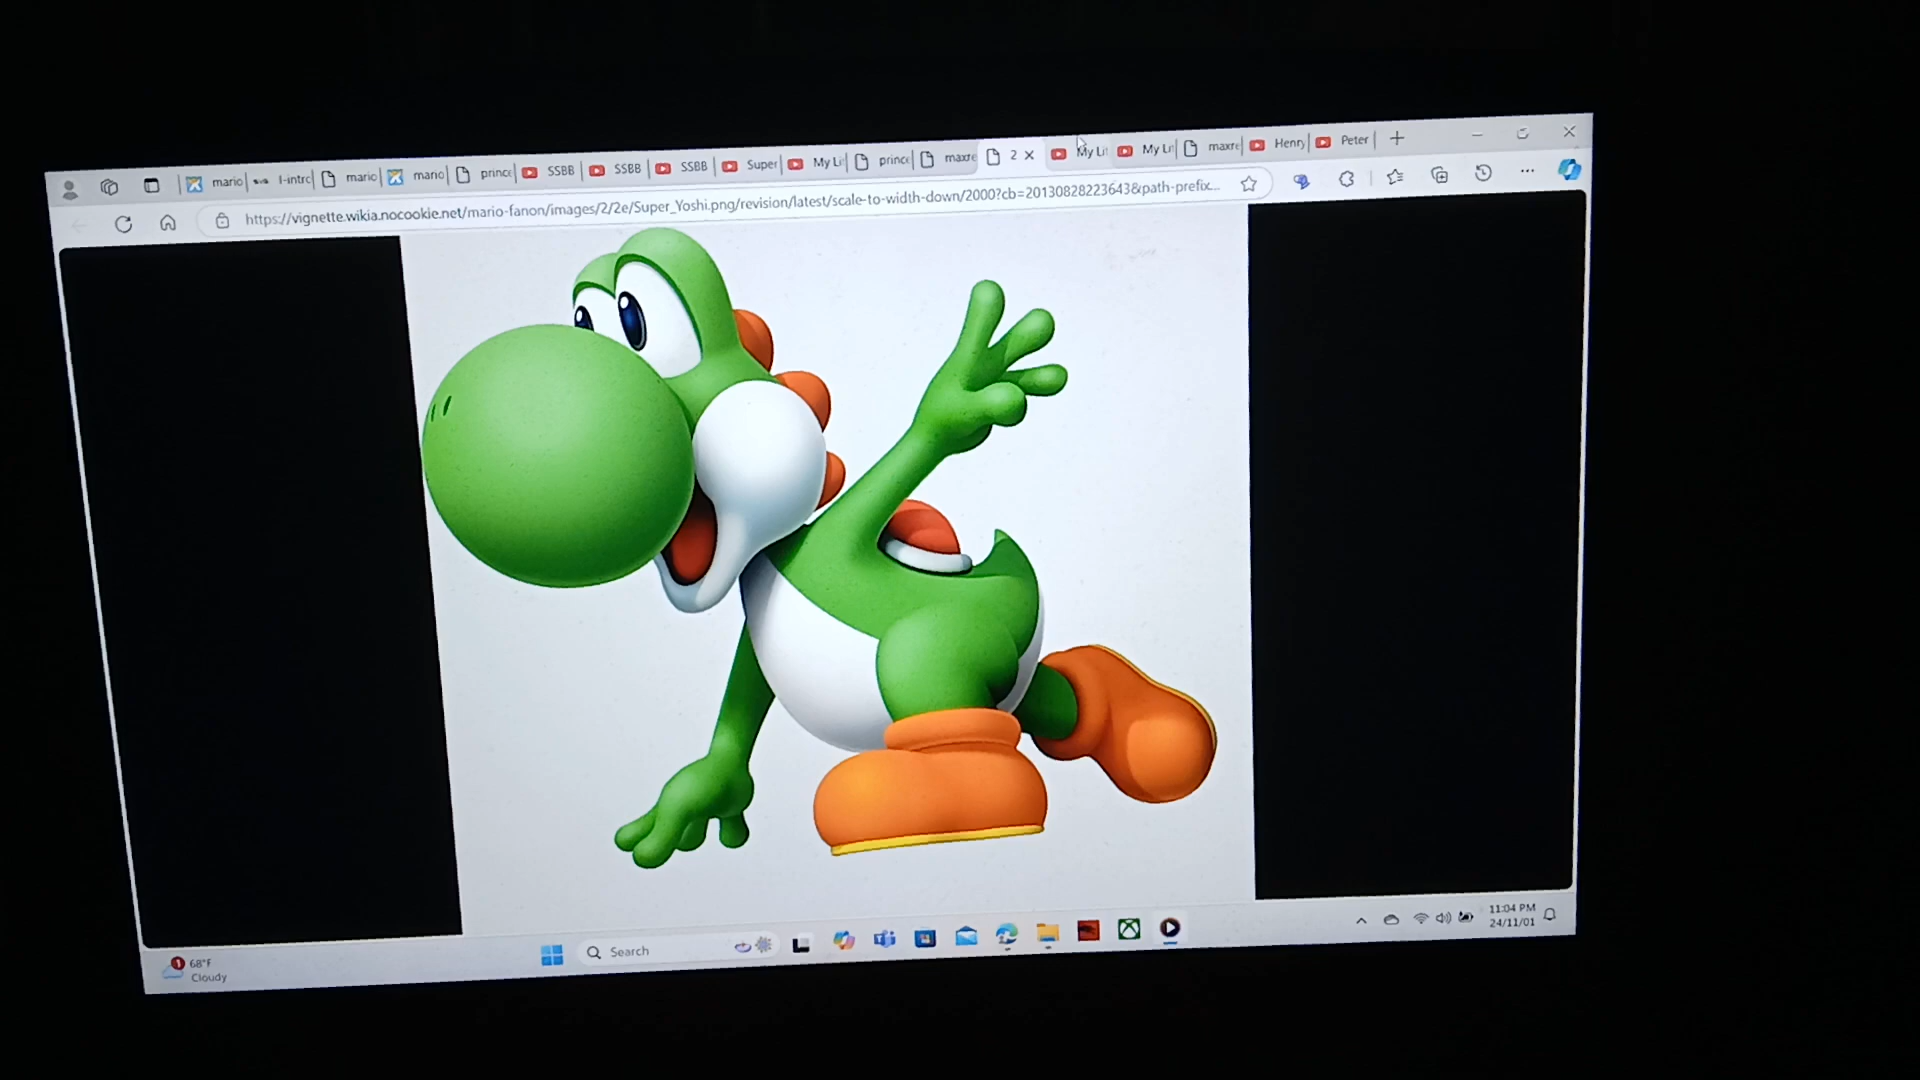 mario
mario
mario
princ
SSBB
SSBB
SSBB
Super
My Li
princ
maxre
2
My Li
My Li
maxre
Henry
Peter
https://vignette.wikia.nocookie.net/mario-fanon/images/2/2e/Super_Yoshi.png/revision/latest/scale-to-width-down/2000?cb=20130828223643&path-prefix...
1
68°F
Cloudy
Search
11:04 PM
24/11/01